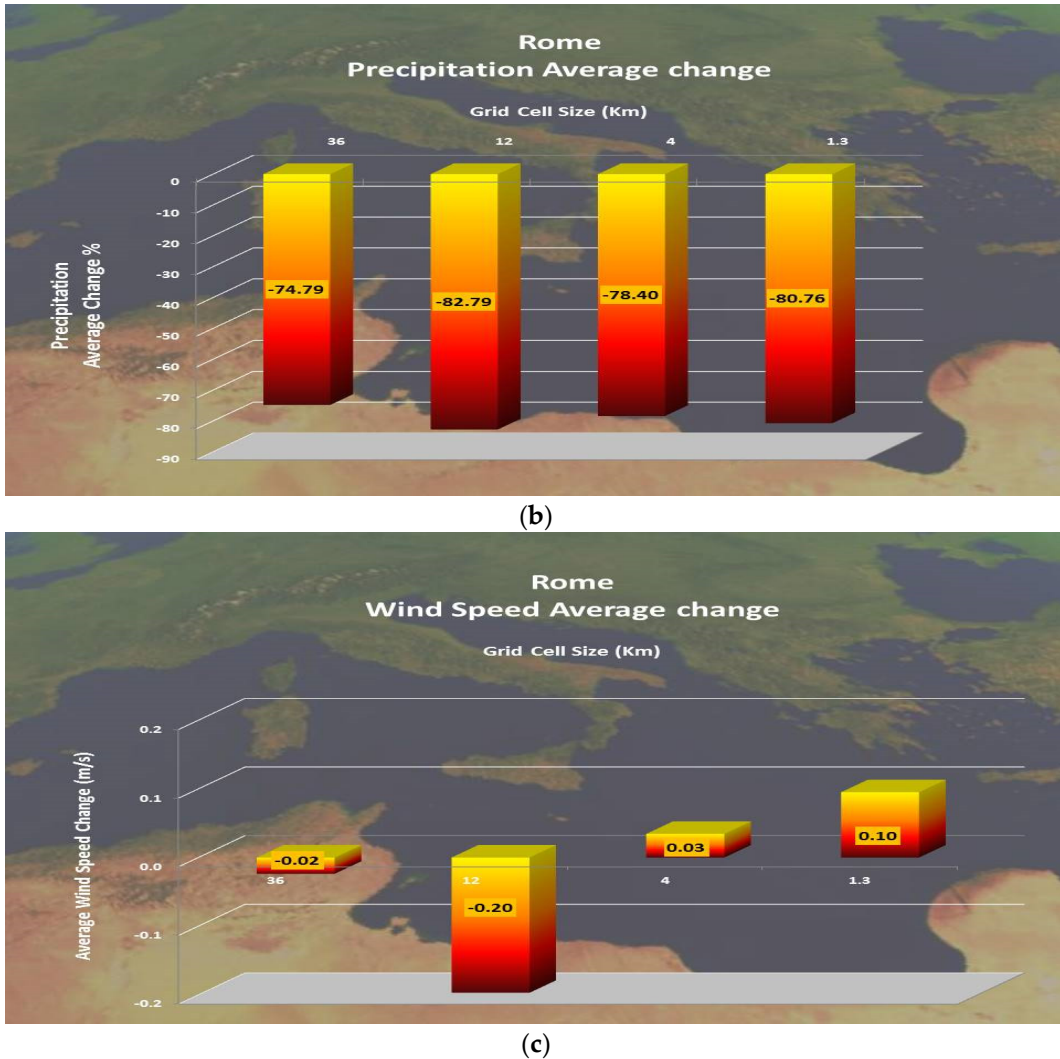 Rome
Precipitation Average change
Grid Cell Size (Km)
36 12 4 1.3
0
-10
-20
-30
-40
-50
-60
-70
-80
-90
Precipitation
Average Change %
-74.79 -82.79 -78.40 -80.76
(b)
Rome
Wind Speed Average change
Grid Cell Size (Km)
0.2
0.1
0.0
-0.1
-0.2
Average Wind Speed Change (m/s)
-0.02 -0.20 0.03 0.10
36 12 4 1.3
(c)